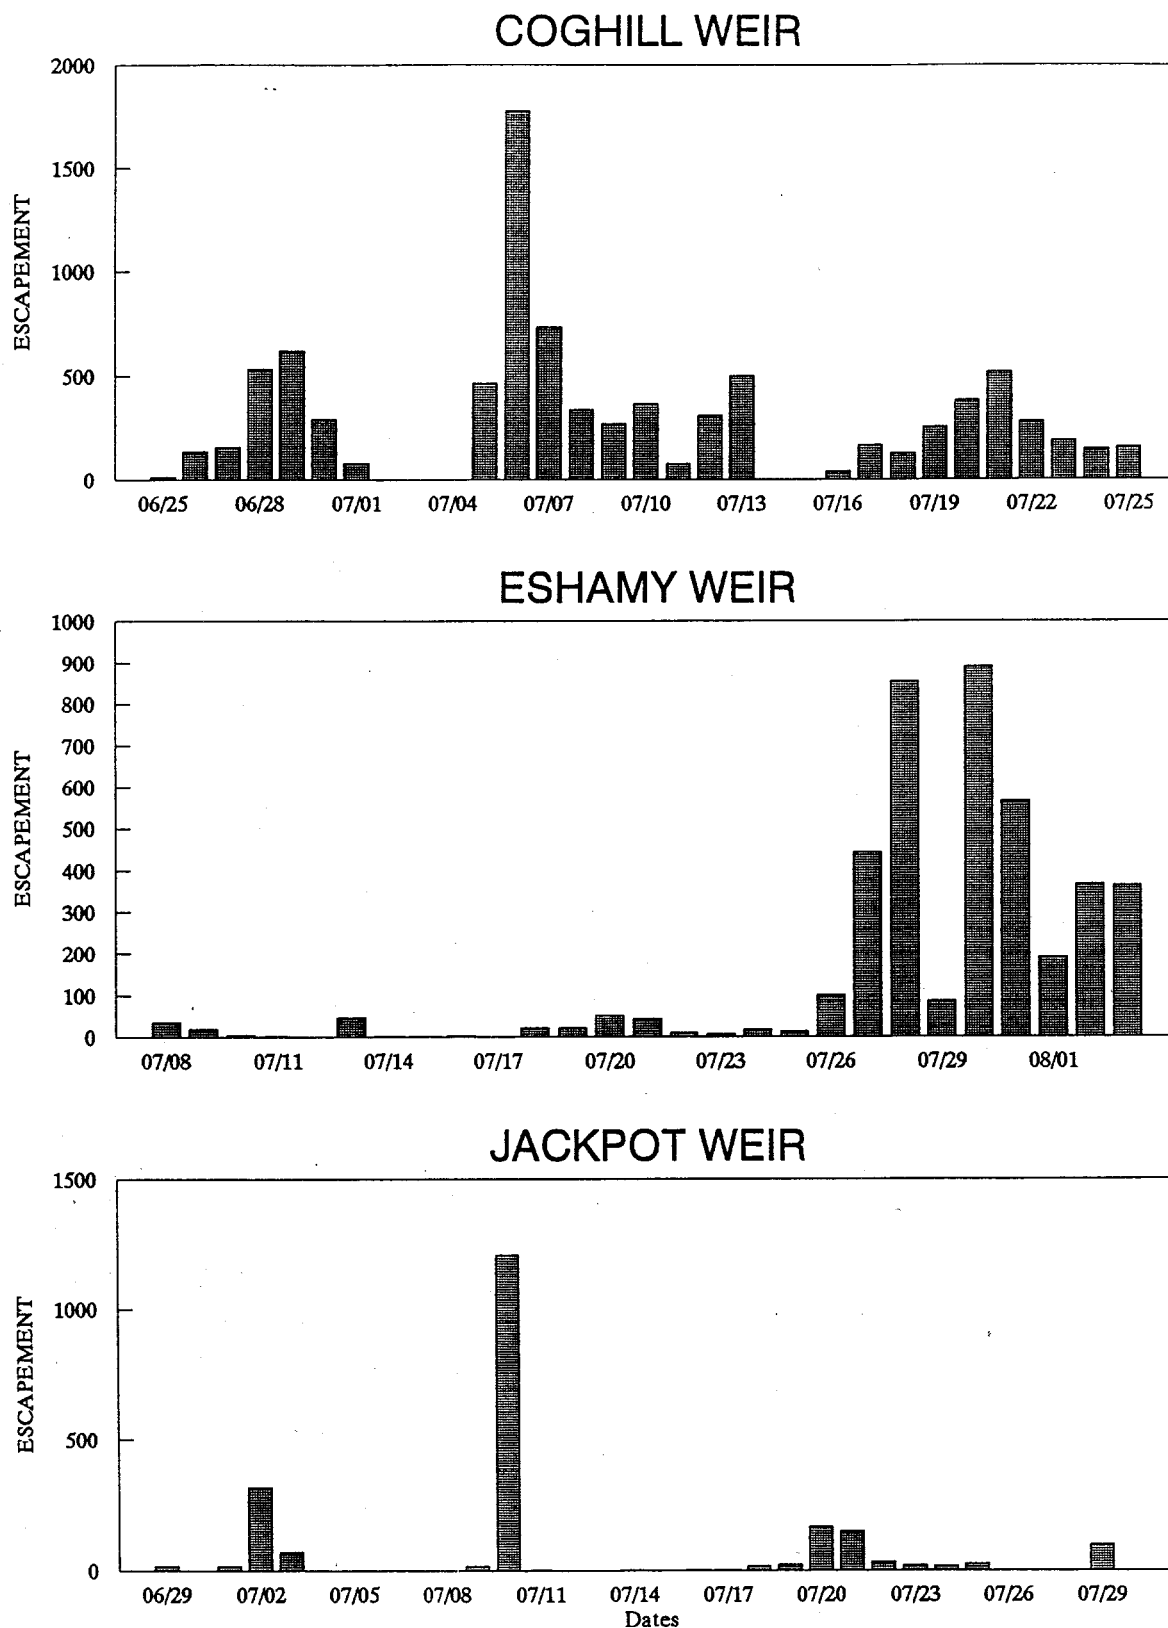 COGHILL WEIR
2000
1500
1000
500
0
ESCAPEMENT
06/25 06/28 07/01 07/04 07/07 07/10 07/13 07/16 07/19 07/22 07/25
ESHAMY WEIR
1000
900
800
700
600
500
400
300
200
100
0
ESCAPEMENT
07/08 07/11 07/14 07/17 07/20 07/23 07/26 07/29 08/01
JACKPOT WEIR
1500
1000
500
0
ESCAPEMENT
06/29 07/02 07/05 07/08 07/11 07/14 07/17 07/20 07/23 07/26 07/29
Dates